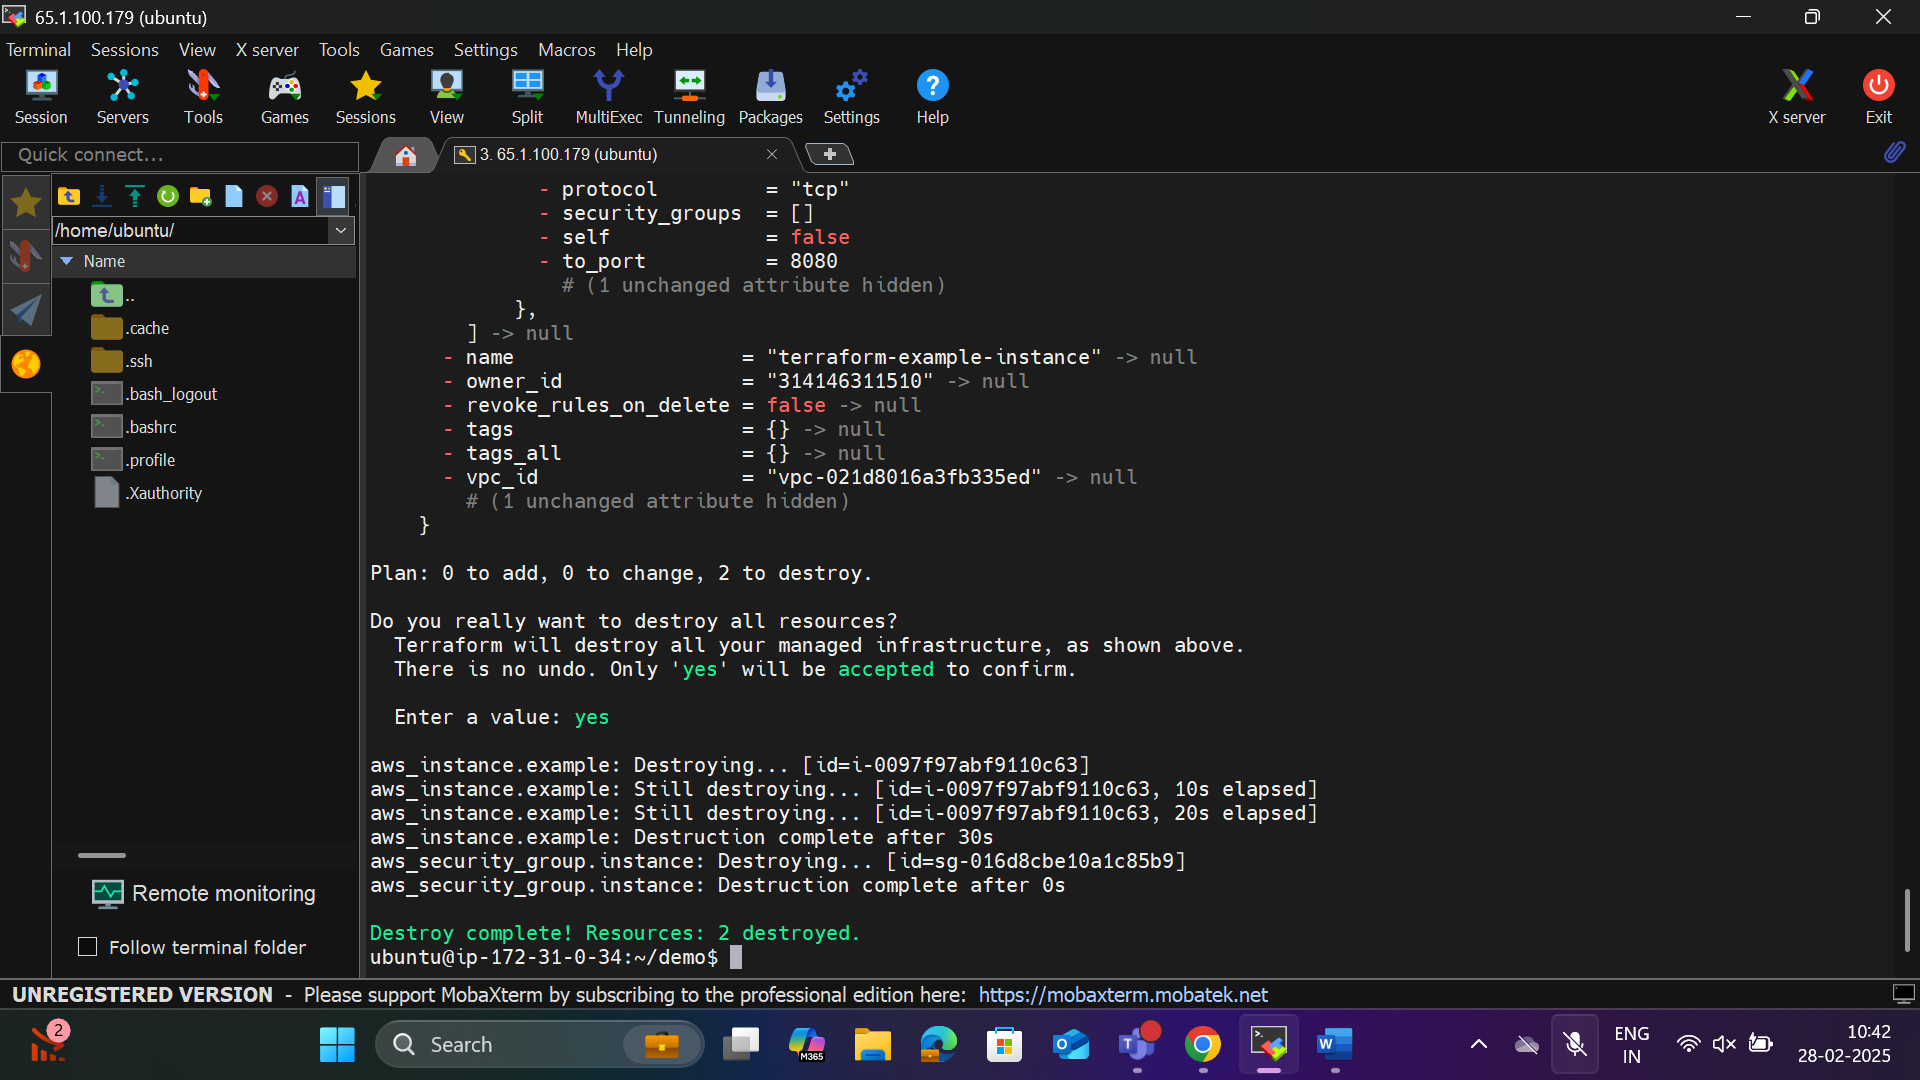 65.1.100.179 (ubuntu)
Terminal Sessions View X server Tools Games Settings Macros Help
Session Servers Tools Games Sessions View Split MultiExec Tunneling Packages Settings Help X server Exit
Quick connect...
3. 65.1.100.179 (ubuntu)
/home/ubuntu/
Name
..
.cache
.ssh
.bash_logout
.bashrc
.profile
.Xauthority
Remote monitoring
Follow terminal folder
- protocol = "tcp"
- security_groups = []
- self = false
- to_port = 8080
# (1 unchanged attribute hidden)
},
] -> null
- name = "terraform-example-instance" -> null
- owner_id = "314146311510" -> null
- revoke_rules_on_delete = false -> null
- tags = {} -> null
- tags_all = {} -> null
- vpc_id = "vpc-021d8016a3fb335ed" -> null
# (1 unchanged attribute hidden)
}
Plan: 0 to add, 0 to change, 2 to destroy.
Do you really want to destroy all resources?
Terraform will destroy all your managed infrastructure, as shown above.
There is no undo. Only 'yes' will be accepted to confirm.
Enter a value: yes
aws_instance.example: Destroying... [id=i-0097f97abf9110c63]
aws_instance.example: Still destroying... [id=i-0097f97abf9110c63, 10s elapsed]
aws_instance.example: Still destroying... [id=i-0097f97abf9110c63, 20s elapsed]
aws_instance.example: Destruction complete after 30s
aws_security_group.instance: Destroying... [id=sg-016d8cbe10a1c85b9]
aws_security_group.instance: Destruction complete after 0s
Destroy complete! Resources: 2 destroyed.
ubuntu@ip-172-31-0-34:~/demo$
UNREGISTERED VERSION - Please support MobaXterm by subscribing to the professional edition here: https://mobaxterm.mobatek.net
2
Search
M365
ENG
IN
10:42
28-02-2025